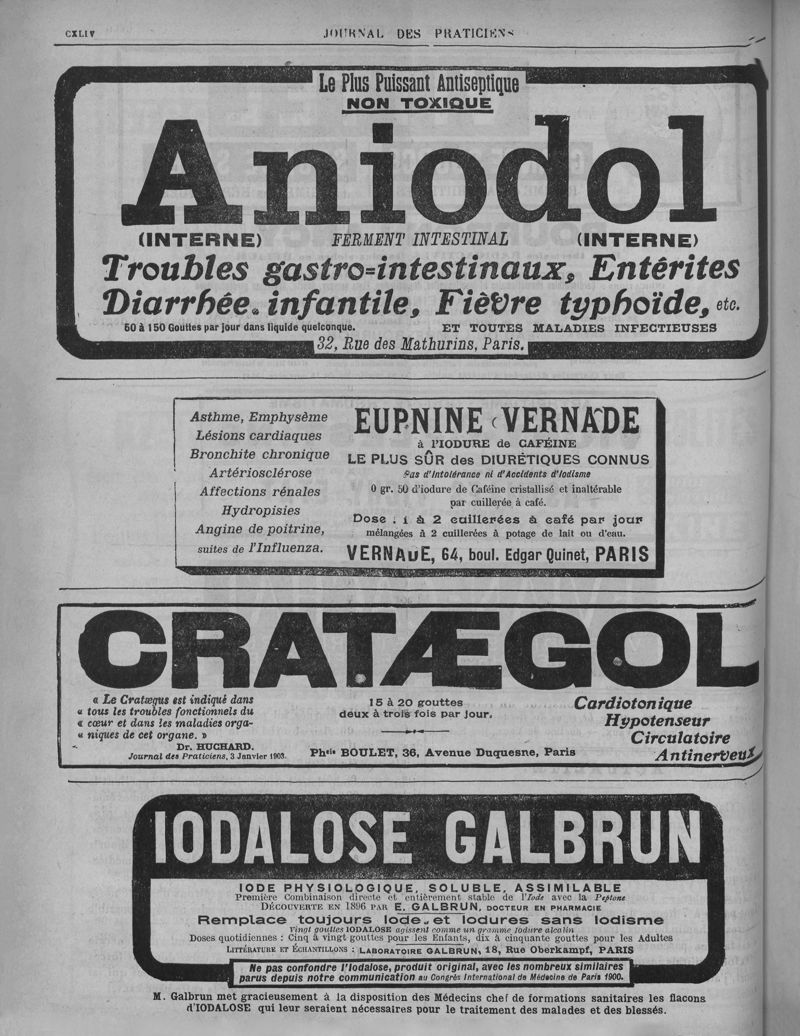 CXLIV
JOURNAL DES PRATICIENS
Le Plus Puissant Antiseptique
NON TOXIQUE
Aniodol
(INTERNE) FERMENT INTESTINAL (INTERNE)
Troubles gastro=intestinaux, Entérites
Diarrhée infantile, Fièvre typhoïde, etc.
50 à 150 Gouttes par jour dans liquide quelconque. ET TOUTES MALADIES INFECTIEUSES
32, Rue des Mathurins, Paris.
Asthme, Emphysème
Lésions cardiaques
Bronchite chronique
Artériosclérose
Affections rénales
Hydropisies
Angine de poitrine,
suites de l'Influenza.
EUPNINE VERNADE
à l'IODURE de CAFÉINE
LE PLUS SÛR des DIURÉTIQUES CONNUS
Pas d'Intolérance ni d'Accidents d'Iodisme
0 gr. 50 d'iodure de Caféine cristallisé et inaltérable
par cuillerée à café.
Dose : 1 à 2 cuillerées à café par jour
mélangées à 2 cuillerées à potage de lait ou d'eau.
VERNADE, 64, boul. Edgar Quinet, PARIS
CRATÆGOL
« Le Cratægus est indiqué dans
« tous les troubles fonctionnels du
« cœur et dans les maladies orga-
« niques de cet organe. »
Dr. HUCHARD.
Journal des Praticiens, 3 Janvier 1903.
15 à 20 gouttes
deux à trois fois par jour.
Phcie BOULET, 36, Avenue Duquesne, Paris
Cardiotonique
Hypotenseur
Circulatoire
Antinerveux
IODALOSE GALBRUN
IODE PHYSIOLOGIQUE, SOLUBLE, ASSIMILABLE
Première Combinaison directe et entièrement stable de l'Iode avec la Peptone
DÉCOUVERTE EN 1896 PAR E. GALBRUN, DOCTEUR EN PHARMACIE
Remplace toujours Iode et Iodures sans Iodisme
Vingt gouttes IODALOSE agissent comme un gramme Iodure alcalin
Doses quotidiennes : Cinq à vingt gouttes pour les Enfants, dix à cinquante gouttes pour les Adultes
LITTÉRATURE ET ÉCHANTILLONS : LABORATOIRE GALBRUN, 18, Rue Oberkampf, PARIS
Ne pas confondre l'Iodalose, produit original, avec les nombreux similaires
parus depuis notre communication au Congrès International de Médecine de Paris 1900.
M. Galbrun met gracieusement à la disposition des Médecins chef de formations sanitaires les flacons
d'IODALOSE qui leur seraient nécessaires pour le traitement des malades et des blessés.